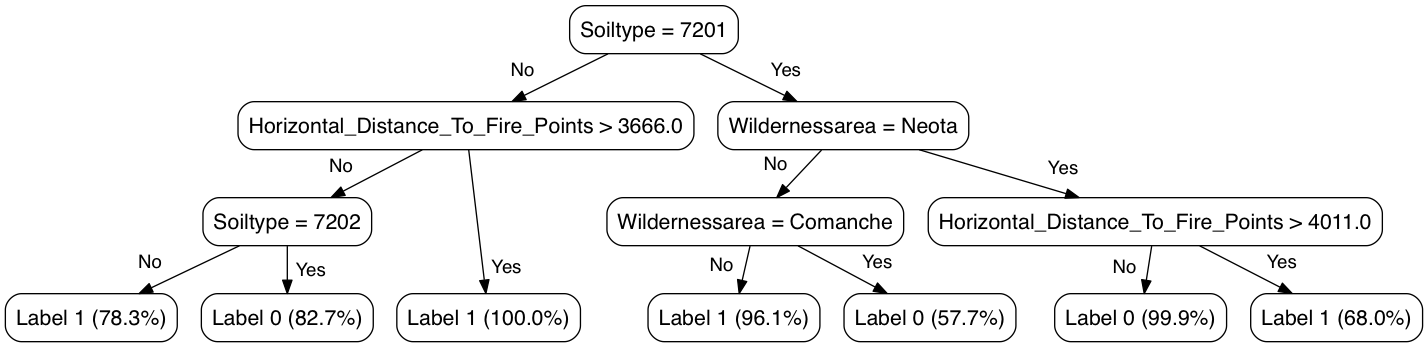 Soiltype = 7201
No
Yes
Horizontal_Distance_To_Fire_Points > 3666.0
Wildernessarea = Neota
No
Yes
No
Yes
Soiltype = 7202
Wildernessarea = Comanche
Horizontal_Distance_To_Fire_Points > 4011.0
No
Yes
No
Yes
No
Yes
Label 1 (78.3%)
Label 0 (82.7%)
Label 1 (100.0%)
Label 1 (96.1%)
Label 0 (57.7%)
Label 0 (99.9%)
Label 1 (68.0%)